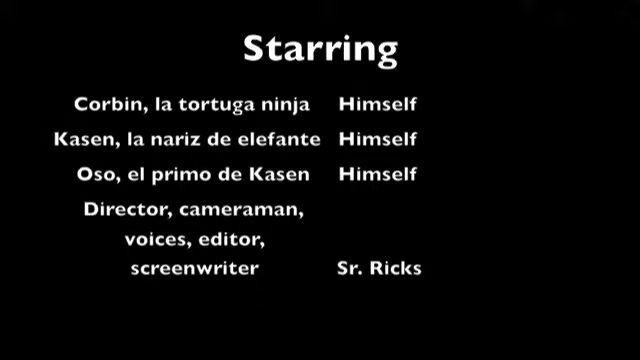 Starring
Corbin, la tortuga ninja Himself
Kasen, la nariz de elefante Himself
Oso, el primo de Kasen Himself
Director, cameraman,
voices, editor,
screenwriter Sr. Ricks